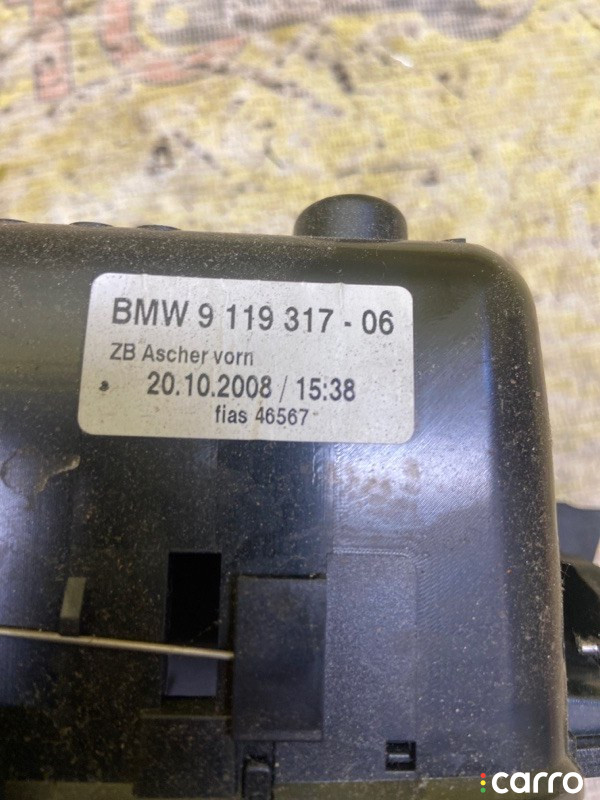 BMW 9 119 317 - 06
ZB Ascher vorn
20.10.2008 / 15:38
fias 46567
carro